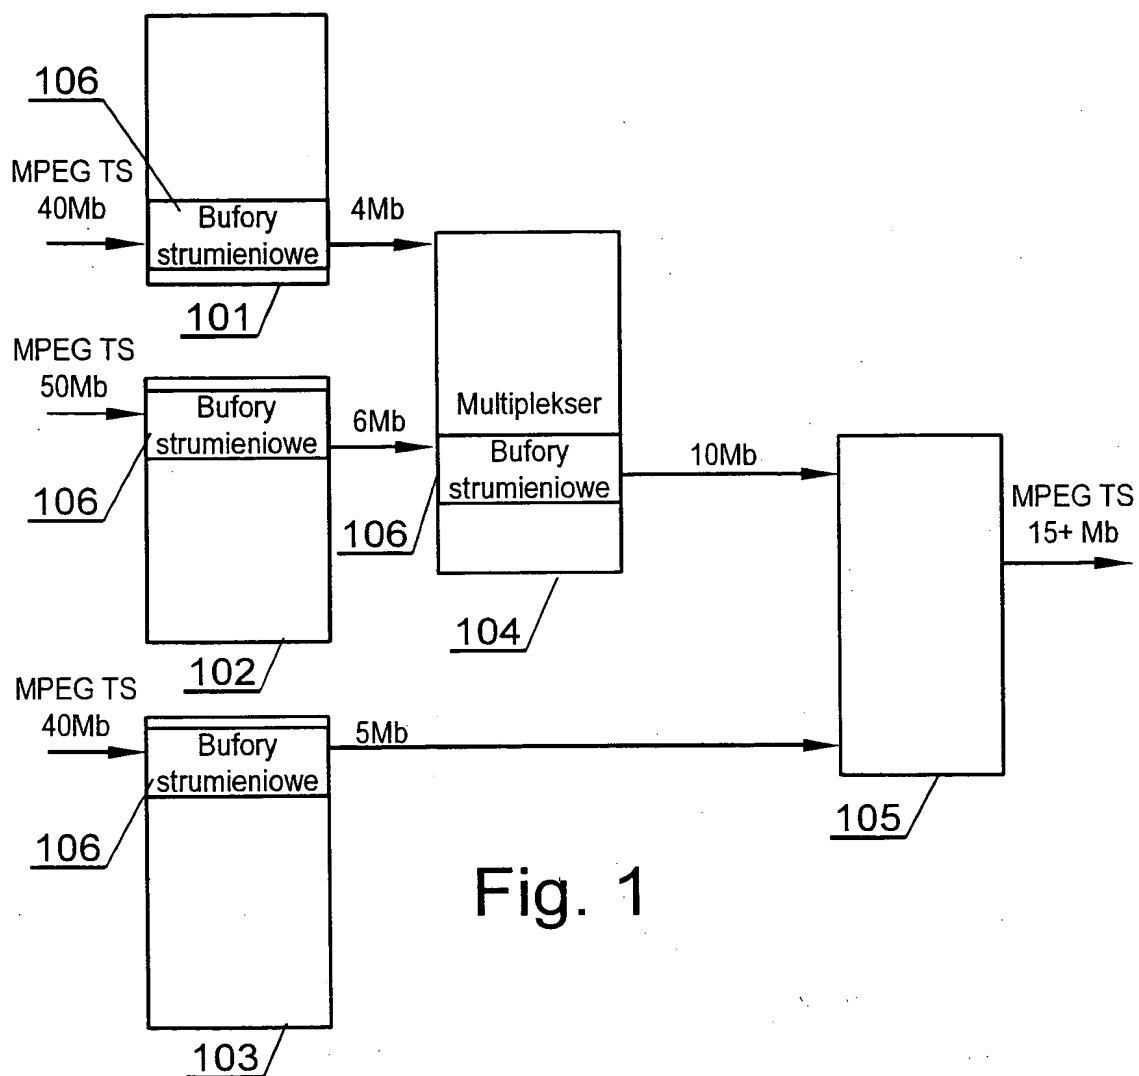 106
MPEG TS
40Mb
Bufory
strumieniowe
4Mb
101
MPEG TS
50Mb
Bufory
strumieniowe
6Mb
Multiplekser
Bufory
strumieniowe
10Mb
MPEG TS
15+ Mb
106
106
104
102
MPEG TS
40Mb
Bufory
strumieniowe
5Mb
105
106
Fig. 1
103